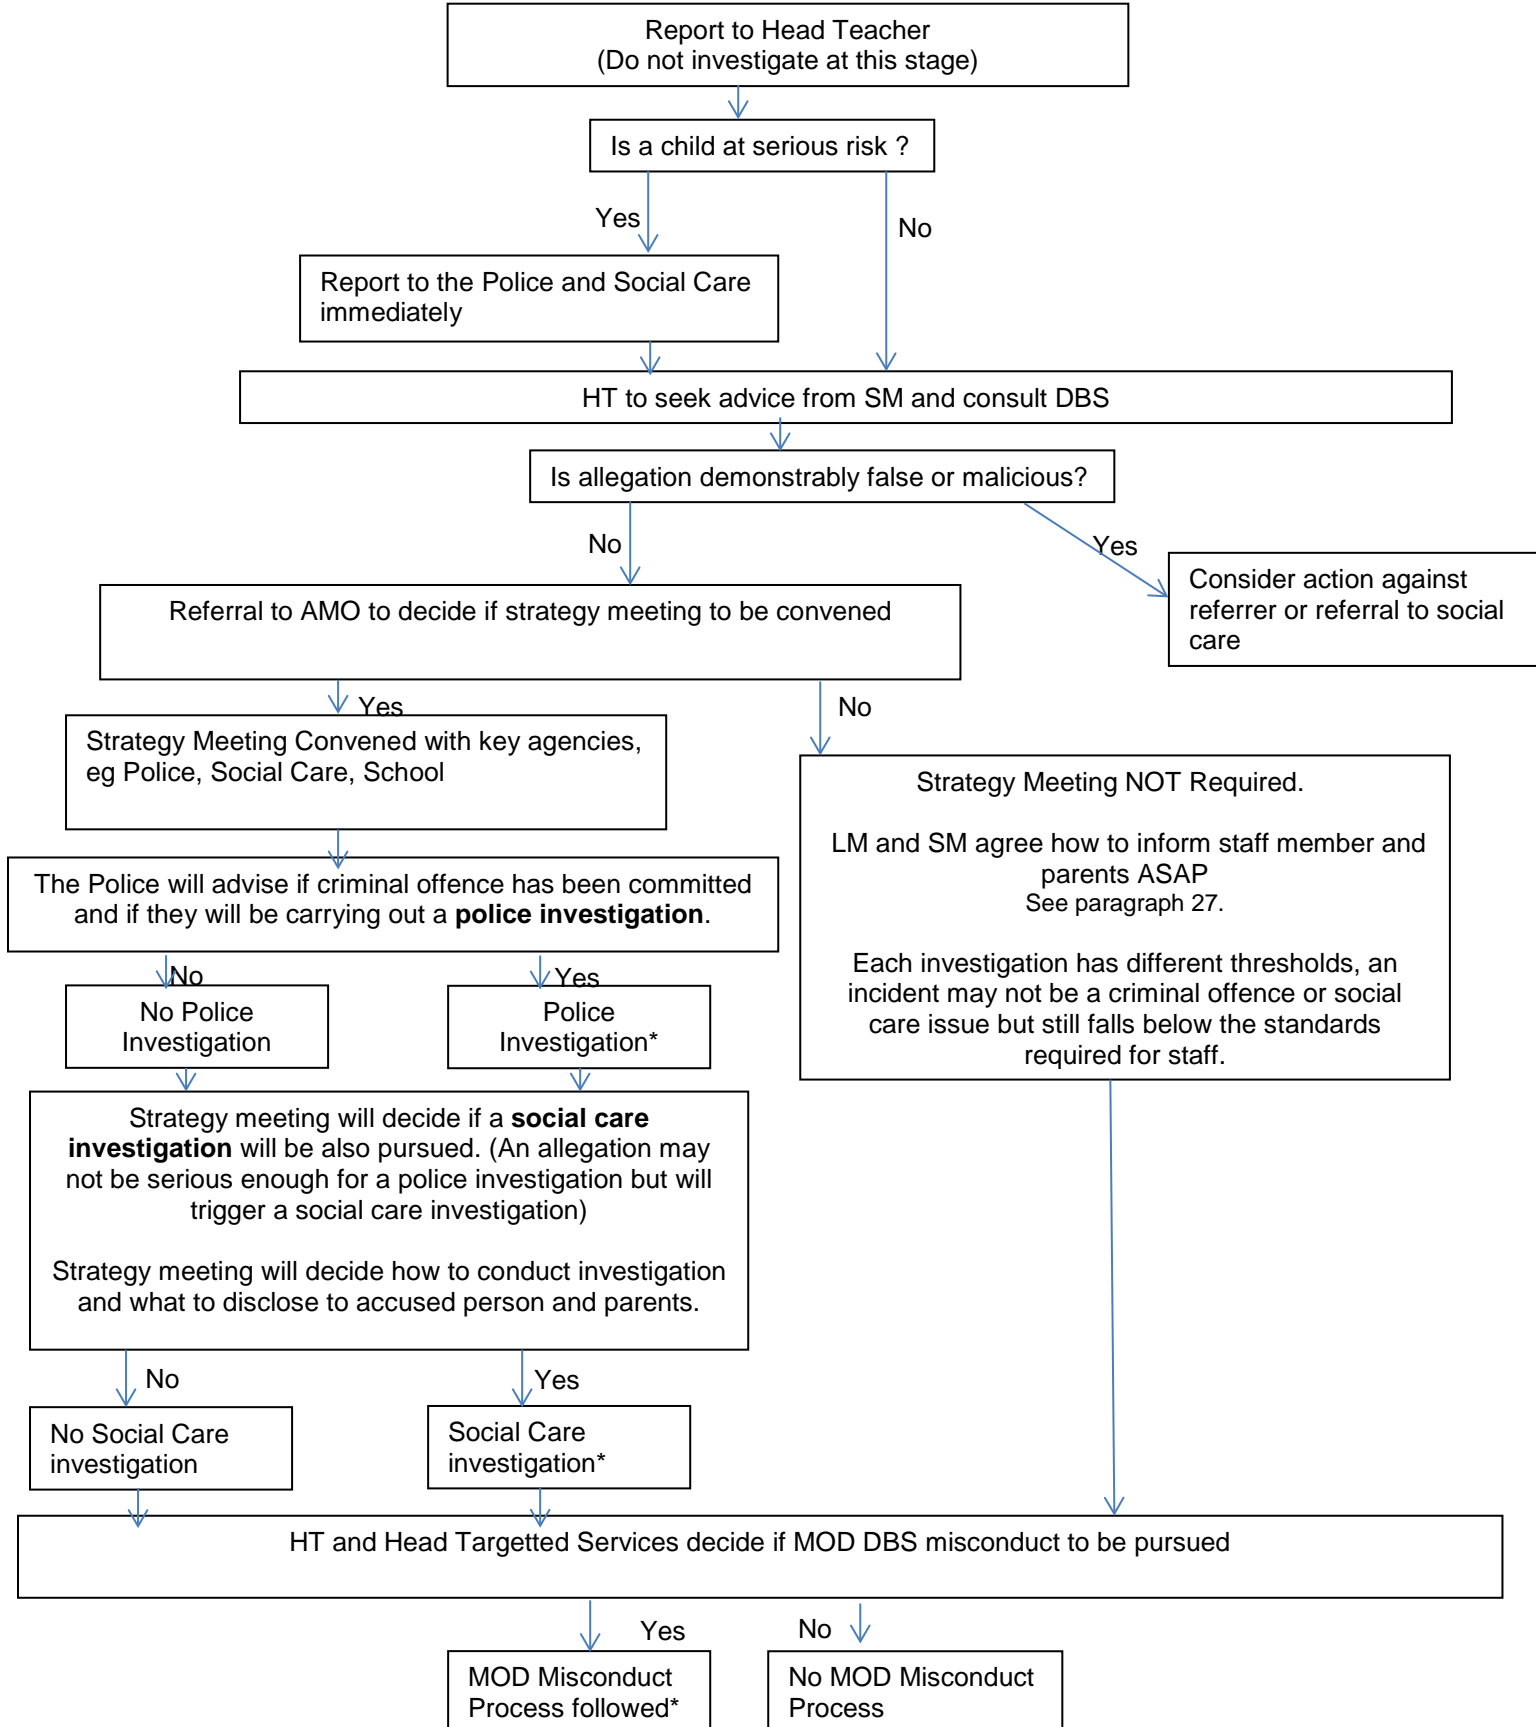 Report to Head Teacher
(Do not investigate at this stage)
Is a child at serious risk ?
Yes
No
Report to the Police and Social Care
immediately
HT to seek advice from SM and consult DBS
Is allegation demonstrably false or malicious?
No
Yes
Consider action against
referrer or referral to social
care
Referral to AMO to decide if strategy meeting to be convened
Yes
No
Strategy Meeting Convened with key agencies,
eg Police, Social Care, School
Strategy Meeting NOT Required.
LM and SM agree how to inform staff member and
parents ASAP
See paragraph 27.
Each investigation has different thresholds, an
incident may not be a criminal offence or social
care issue but still falls below the standards
required for staff.
The Police will advise if criminal offence has been committed
and if they will be carrying out a police investigation.
No
Yes
No Police
Investigation
Police
Investigation*
Strategy meeting will decide if a social care
investigation will be also pursued. (An allegation may
not be serious enough for a police investigation but will
trigger a social care investigation)
Strategy meeting will decide how to conduct investigation
and what to disclose to accused person and parents.
No
Yes
No Social Care
investigation
Social Care
investigation*
HT and Head Targetted Services decide if MOD DBS misconduct to be pursued
Yes
No
MOD Misconduct
Process followed*
No MOD Misconduct
Process